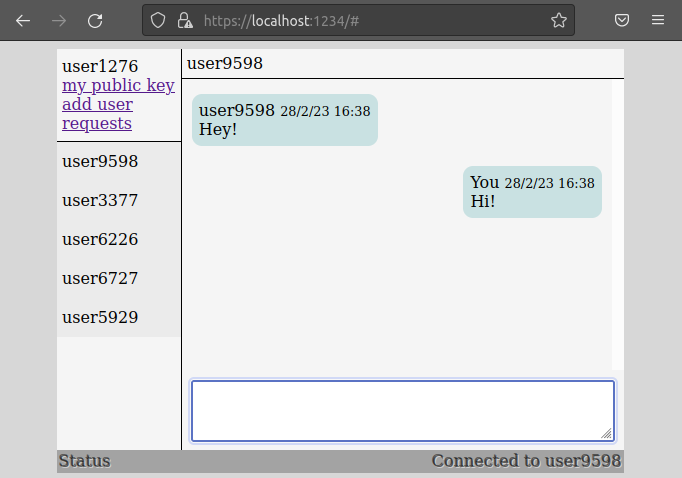 https://localhost:1234/#
user1276
my public key
add user
requests
user9598
user3377
user6226
user6727
user5929
user9598
user9598 28/2/23 16:38
Hey!
You 28/2/23 16:38
Hi!
Status
Connected to user9598